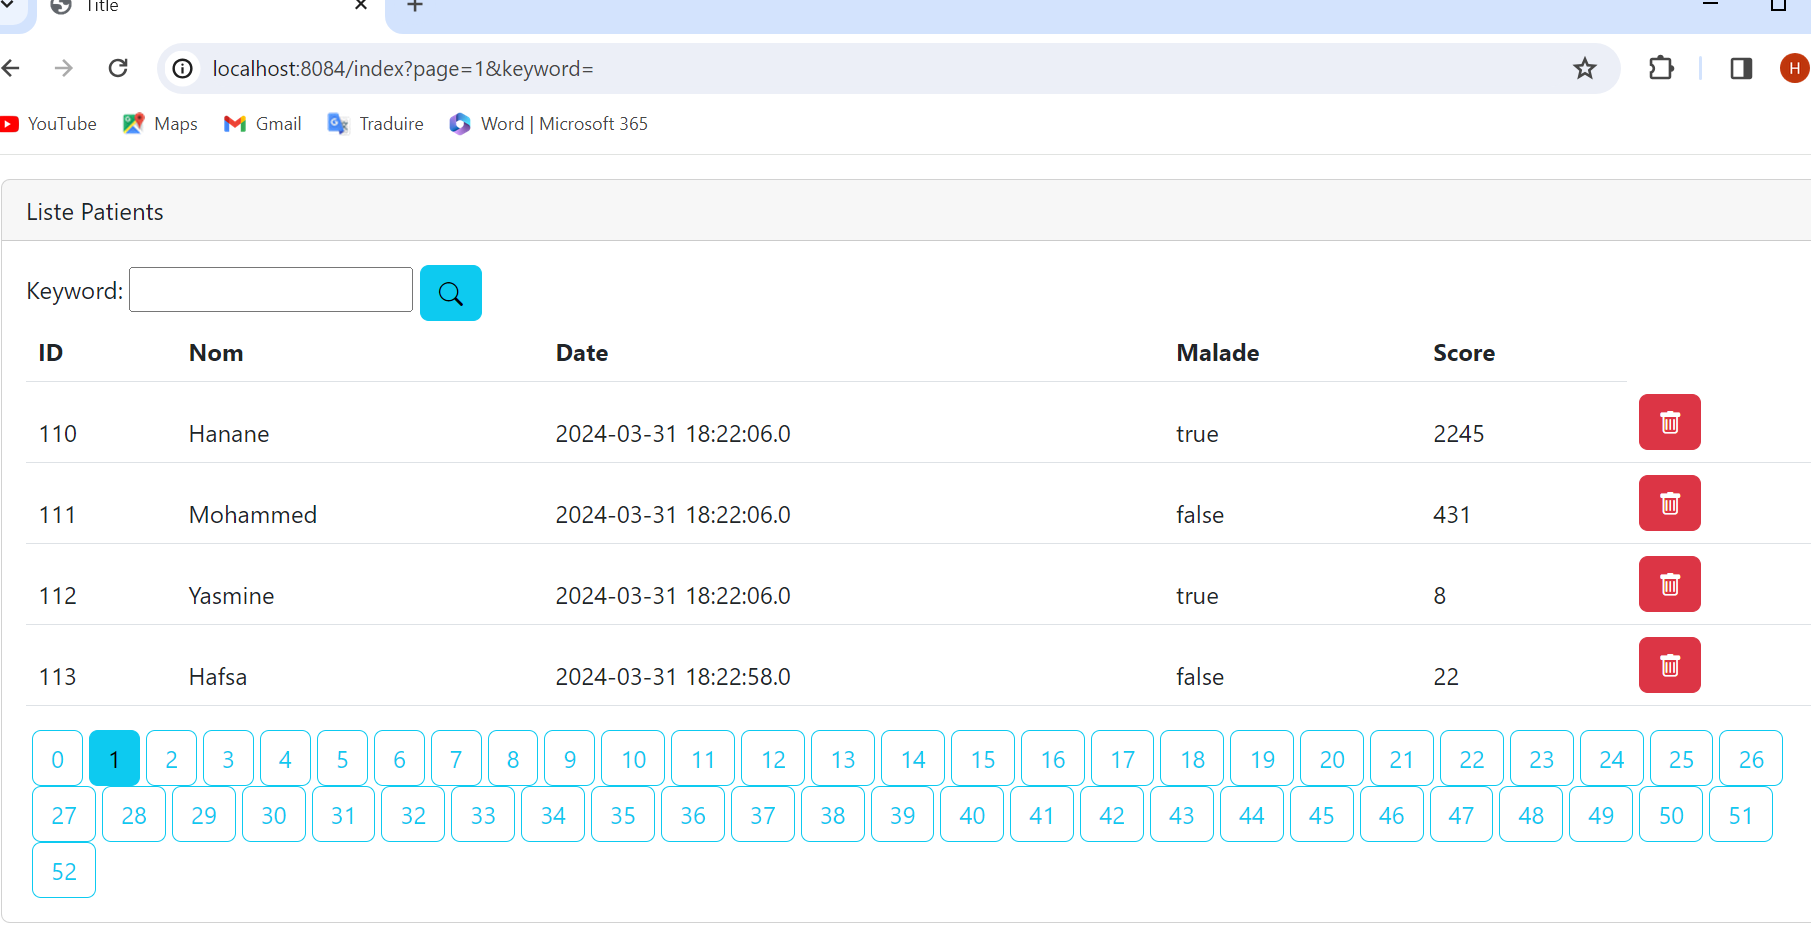 Title
localhost:8084/index?page=1&keyword=
H
YouTube Maps Gmail Traduire Word | Microsoft 365
Liste Patients
Keyword:
ID Nom Date Malade Score
110 Hanane 2024-03-31 18:22:06.0 true 2245
111 Mohammed 2024-03-31 18:22:06.0 false 431
112 Yasmine 2024-03-31 18:22:06.0 true 8
113 Hafsa 2024-03-31 18:22:58.0 false 22
0 1 2 3 4 5 6 7 8 9 10 11 12 13 14 15 16 17 18 19 20 21 22 23 24 25 26
27 28 29 30 31 32 33 34 35 36 37 38 39 40 41 42 43 44 45 46 47 48 49 50 51
52